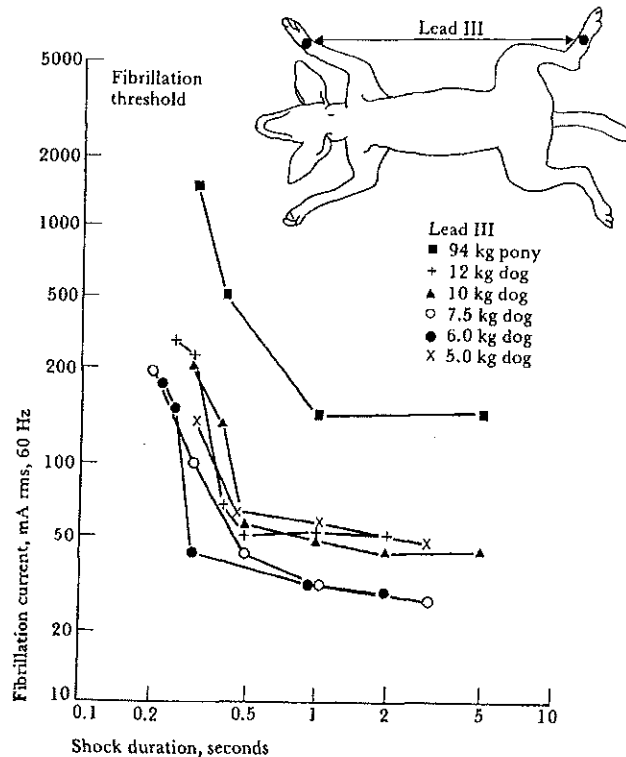 Lead III
5000
Fibrillation
threshold
2000
1000
500
200
100
50
20
10
Fibrillation current, mA rms, 60 Hz
Lead III
■ 94 kg pony
+ 12 kg dog
▲ 10 kg dog
○ 7.5 kg dog
● 6.0 kg dog
x 5.0 kg dog
0.1 0.2 0.5 1 2 5 10
Shock duration, seconds